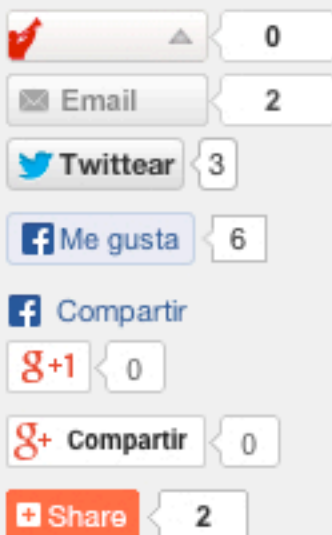 0
Email 2
Twittear 3
Me gusta 6
Compartir
g+1 0
g+ Compartir 0
Share 2